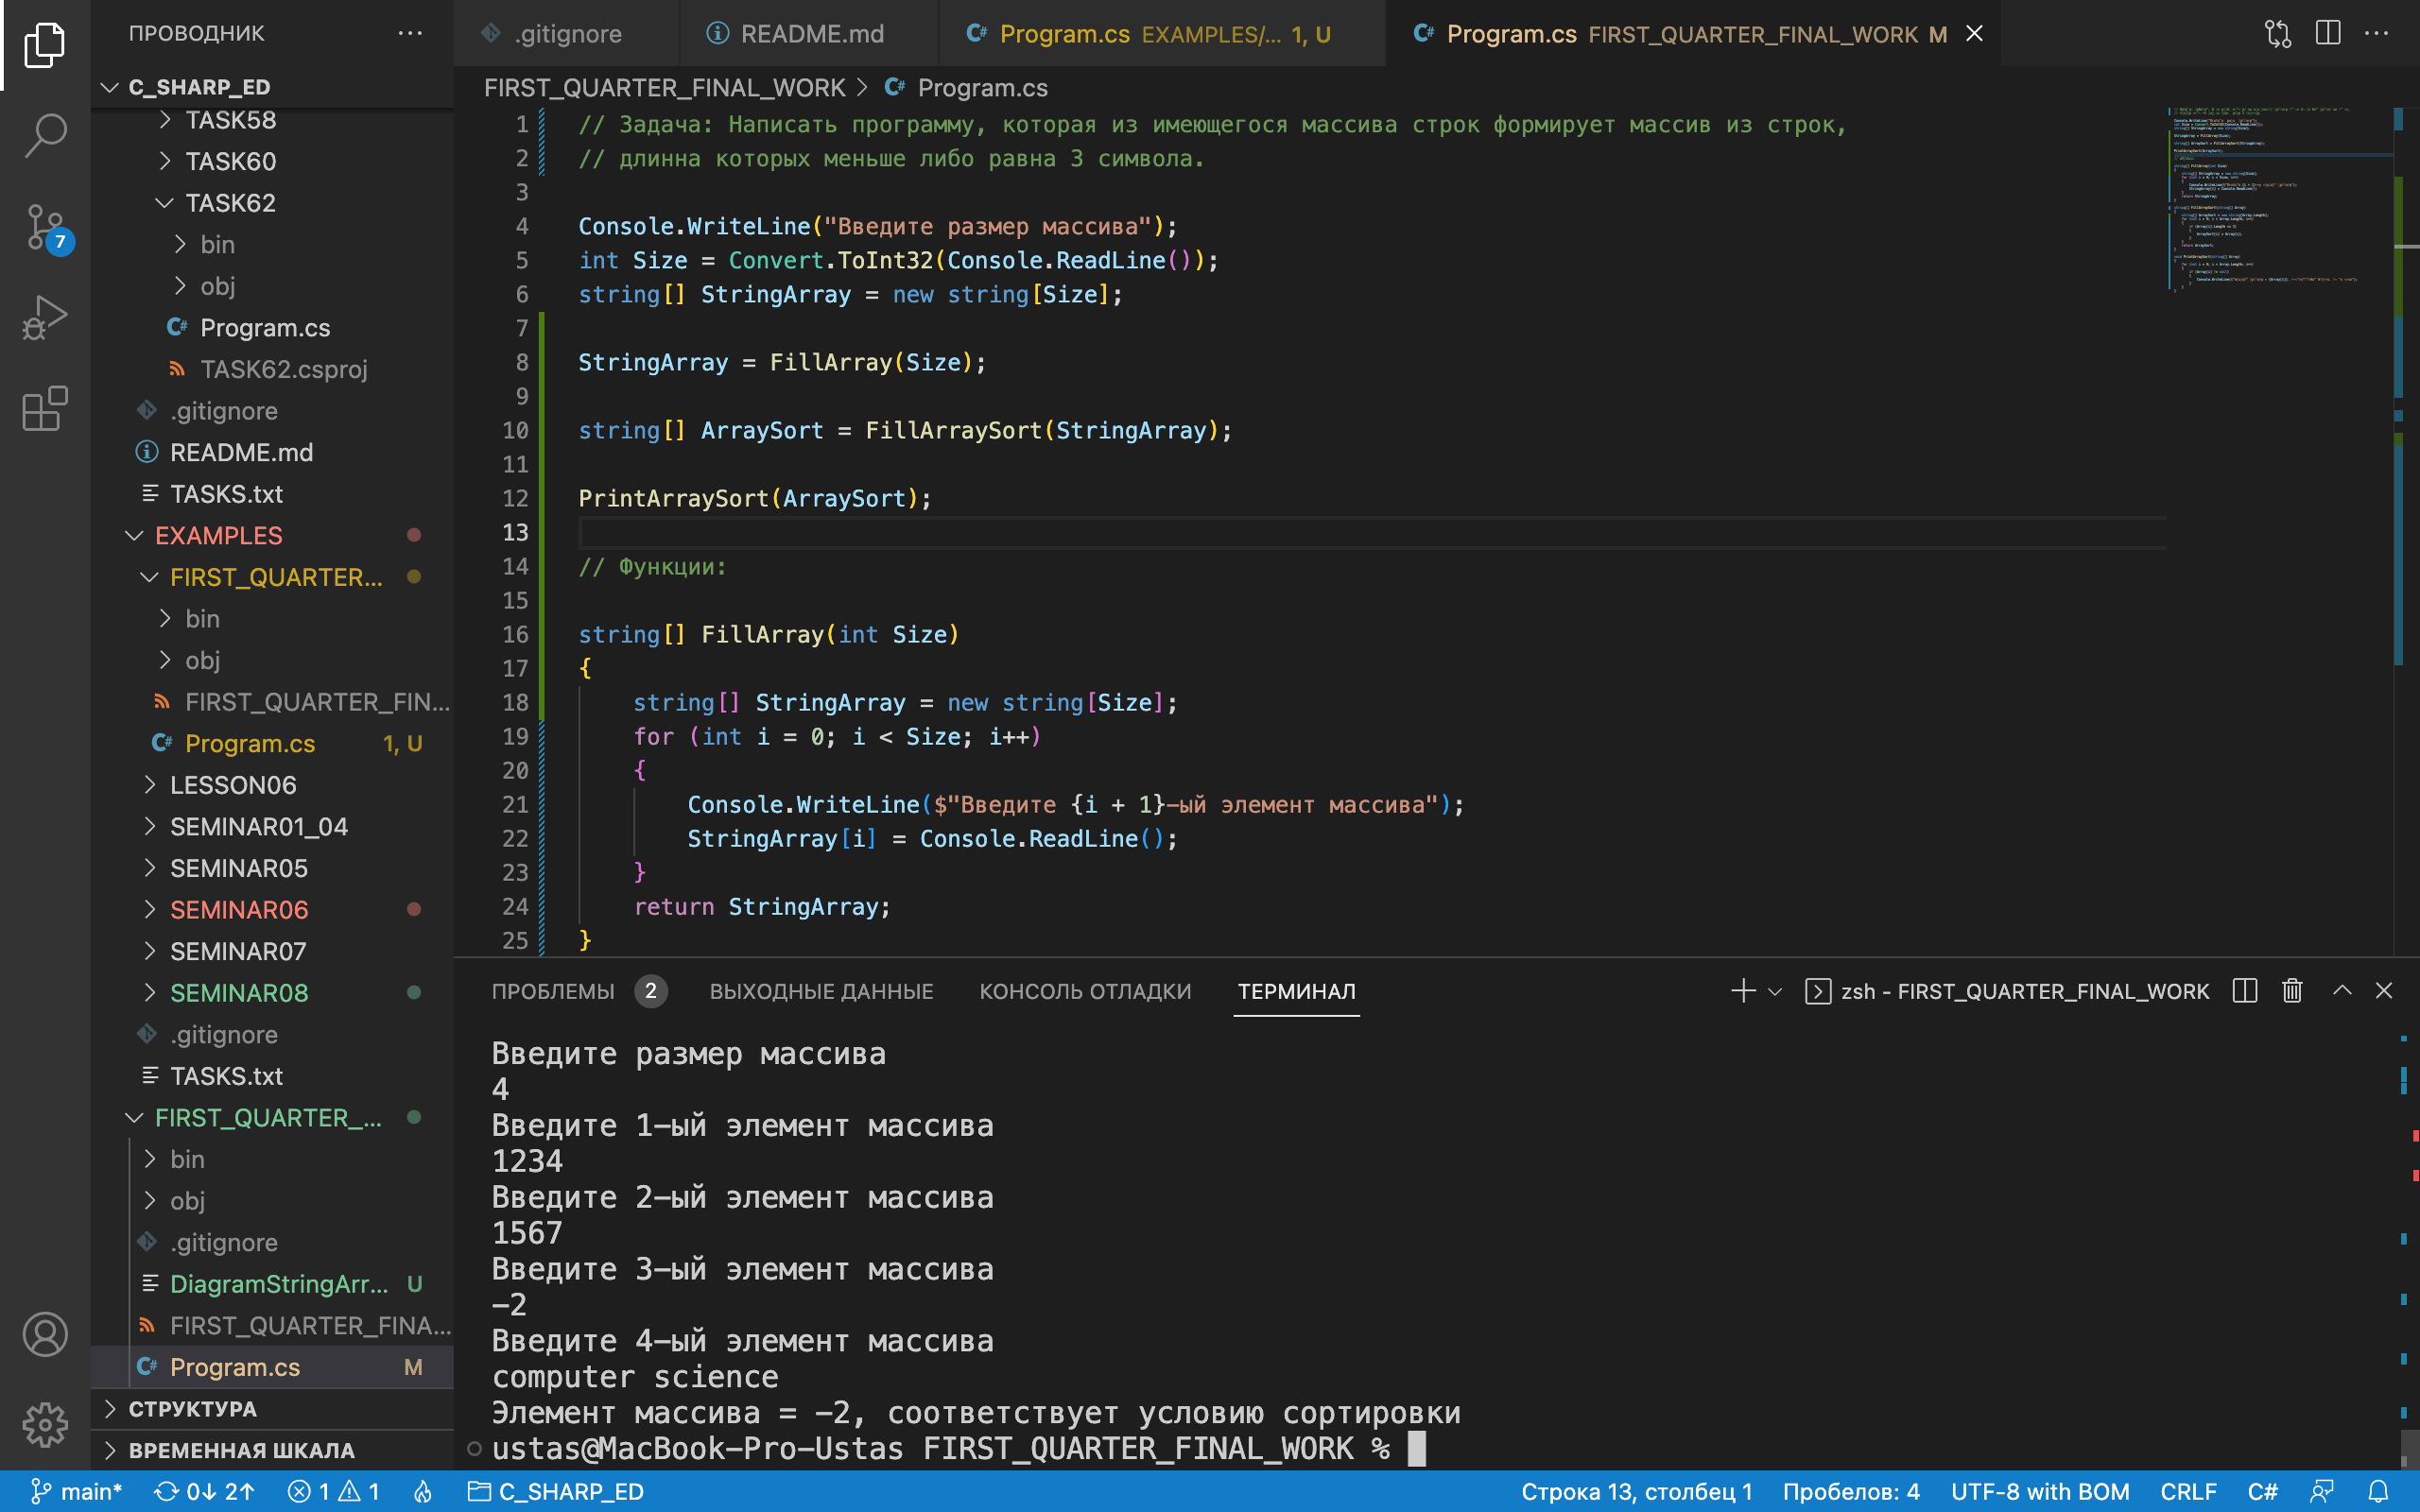 ПРОВОДНИК
C_SHARP_ED
TASK58
TASK60
TASK62
bin
obj
Program.cs
TASK62.csproj
.gitignore
README.md
TASKS.txt
EXAMPLES
FIRST_QUARTER...
bin
obj
FIRST_QUARTER_FIN...
Program.cs 1, U
LESSON06
SEMINAR01_04
SEMINAR05
SEMINAR06
SEMINAR07
SEMINAR08
.gitignore
TASKS.txt
FIRST_QUARTER_...
bin
obj
.gitignore
DiagramStringArr... U
FIRST_QUARTER_FINA...
Program.cs M
СТРУКТУРА
ВРЕМЕННАЯ ШКАЛА
7
.gitignore README.md Program.cs EXAMPLES/... 1, U Program.cs FIRST_QUARTER_FINAL_WORK M
FIRST_QUARTER_FINAL_WORK > Program.cs
1 // Задача: Написать программу, которая из имеющегося массива строк формирует массив из строк,
2 // длинна которых меньше либо равна 3 символа.
3
4 Console.WriteLine("Введите размер массива");
5 int Size = Convert.ToInt32(Console.ReadLine());
6 string[] StringArray = new string[Size];
7
8 StringArray = FillArray(Size);
9
10 string[] ArraySort = FillArraySort(StringArray);
11
12 PrintArraySort(ArraySort);
13
14 // Функции:
15
16 string[] FillArray(int Size)
17 {
18 string[] StringArray = new string[Size];
19 for (int i = 0; i < Size; i++)
20 {
21 Console.WriteLine($"Введите {i + 1}-ый элемент массива");
22 StringArray[i] = Console.ReadLine();
23 }
24 return StringArray;
25 }
ПРОБЛЕМЫ 2 ВЫХОДНЫЕ ДАННЫЕ КОНСОЛЬ ОТЛАДКИ ТЕРМИНАЛ zsh - FIRST_QUARTER_FINAL_WORK
Введите размер массива
4
Введите 1-ый элемент массива
1234
Введите 2-ый элемент массива
1567
Введите 3-ый элемент массива
-2
Введите 4-ый элемент массива
computer science
Элемент массива = -2, соответствует условию сортировки
ustas@MacBook-Pro-Ustas FIRST_QUARTER_FINAL_WORK %
main* 0↓ 2↑ 1 1 C_SHARP_ED Строка 13, столбец 1 Пробелов: 4 UTF-8 with BOM CRLF C#